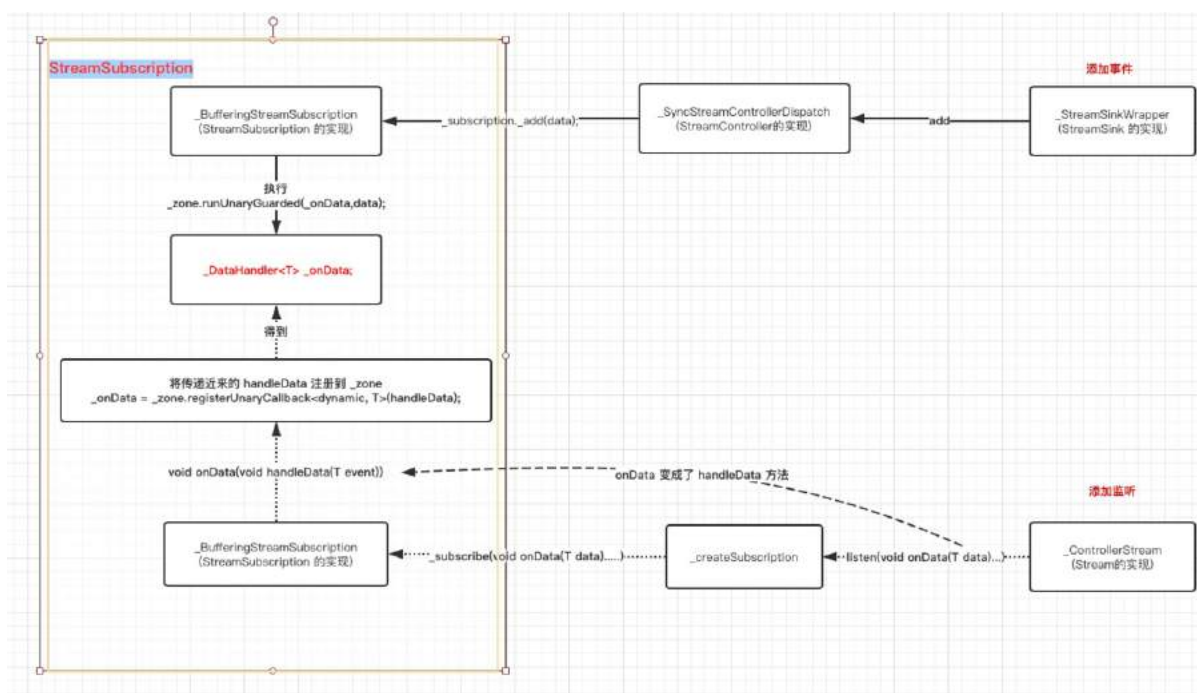 StreamSubscription
添加事件
_BufferingStreamSubscription
(StreamSubscription 的实现)
_subscription._add(data);
_SyncStreamControllerDispatch
(StreamController的实现)
add
_StreamSinkWrapper
(StreamSink 的实现)
执行
_zone.runUnaryGuarded(_onData,data);
_DataHandler<T> _onData;
得到
将传递近来的 handleData 注册到 _zone
_onData = _zone.registerUnaryCallback<dynamic, T>(handleData);
void onData(void handleData(T event))
onData 变成了 handleData 方法
添加监听
_BufferingStreamSubscription
(StreamSubscription 的实现)
_subscribe(void onData(T data).....)
_createSubscription
listen(void onData(T data)...)
_ControllerStream
(Stream的实现)